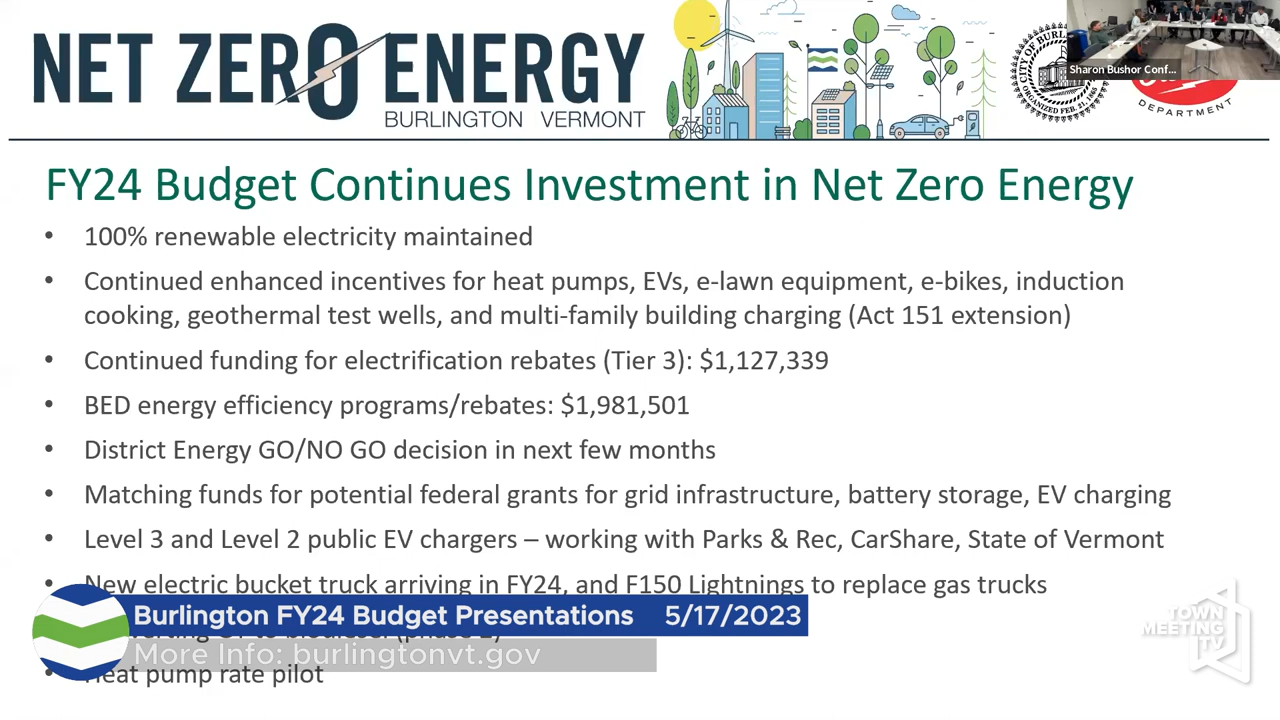 NET ZERO ENERGY
BURLINGTON VERMONT
CITY OF BURL
ORGANIZED FEB. 21, 1865
Sharon Bushor Conf...
DEPARTMENT
FY24 Budget Continues Investment in Net Zero Energy
• 100% renewable electricity maintained
• Continued enhanced incentives for heat pumps, EVs, e-lawn equipment, e-bikes, induction
cooking, geothermal test wells, and multi-family building charging (Act 151 extension)
• Continued funding for electrification rebates (Tier 3): $1,127,339
• BED energy efficiency programs/rebates: $1,981,501
• District Energy GO/NO GO decision in next few months
• Matching funds for potential federal grants for grid infrastructure, battery storage, EV charging
• Level 3 and Level 2 public EV chargers – working with Parks & Rec, CarShare, State of Vermont
• New electric bucket truck arriving in FY24, and F150 Lightnings to replace gas trucks
Burlington FY24 Budget Presentations 5/17/2023
More Info: burlingtonvt.gov
• Heat pump rate pilot
TOWN
MEETING
TV